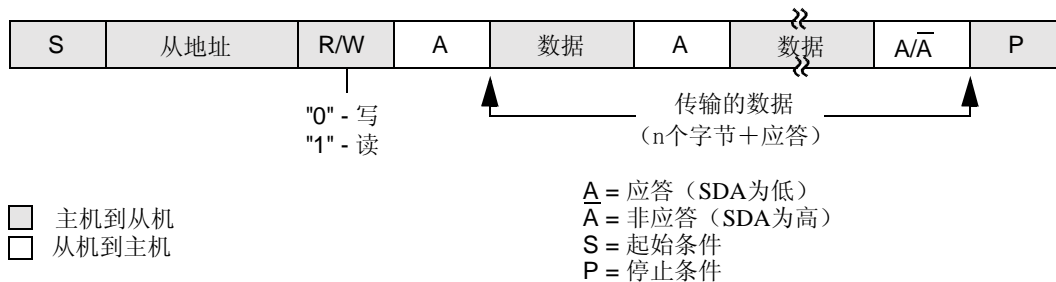 S 从地址 R/W A 数据 A 数据 A/A̅ P
"0" - 写
"1" - 读
传输的数据
（n个字节＋应答）
主机到从机
从机到主机
A = 应答（SDA为低）
A̅ = 非应答（SDA为高）
S = 起始条件
P = 停止条件